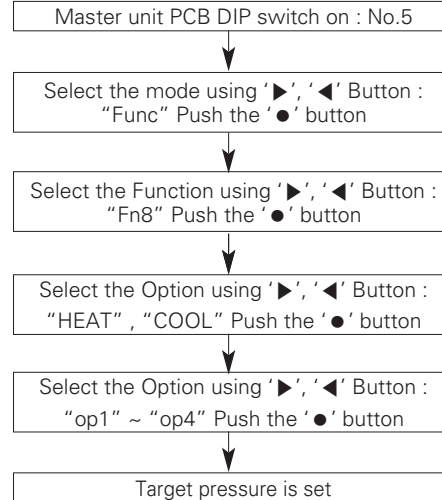 Master unit PCB DIP switch on : No.5
Select the mode using ‘▶’, ‘◀’ Button :
“Func” Push the ‘●’ button
Select the Function using ‘▶’, ‘◀’ Button :
“Fn8” Push the ‘●’ button
Select the Option using ‘▶’, ‘◀’ Button :
“HEAT” , “COOL” Push the ‘●’ button
Select the Option using ‘▶’, ‘◀’ Button :
“op1” ~ “op4” Push the ‘●’ button
Target pressure is set